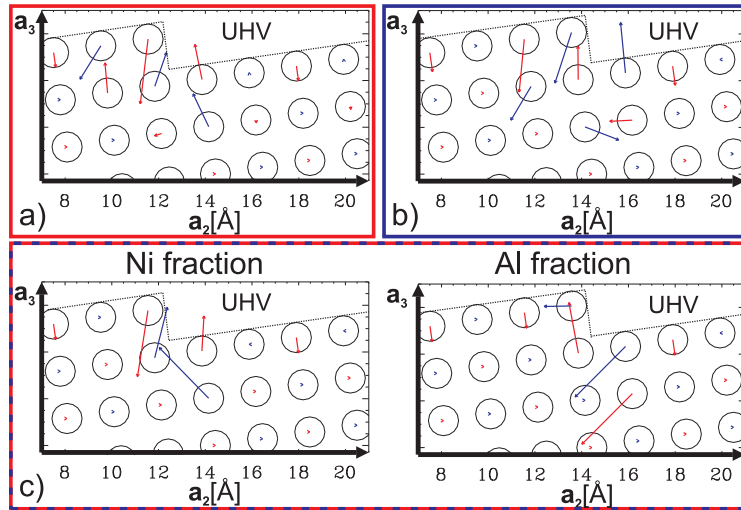 a₃ UHV
8 10 12 14 16 18 20
a) a₂[Å]
a₃ UHV
8 10 12 14 16 18 20
b) a₂[Å]
Ni fraction
a₃ UHV
8 10 12 14 16 18 20
c) a₂[Å]
Al fraction
a₃ UHV
8 10 12 14 16 18 20
a₂[Å]